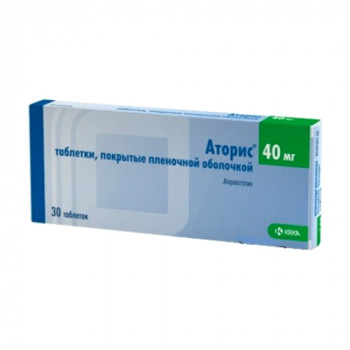 Аторис® 40 мг
таблетки, покрытые пленочной оболочкой
Аторвастатин
30 таблеток
KRKA